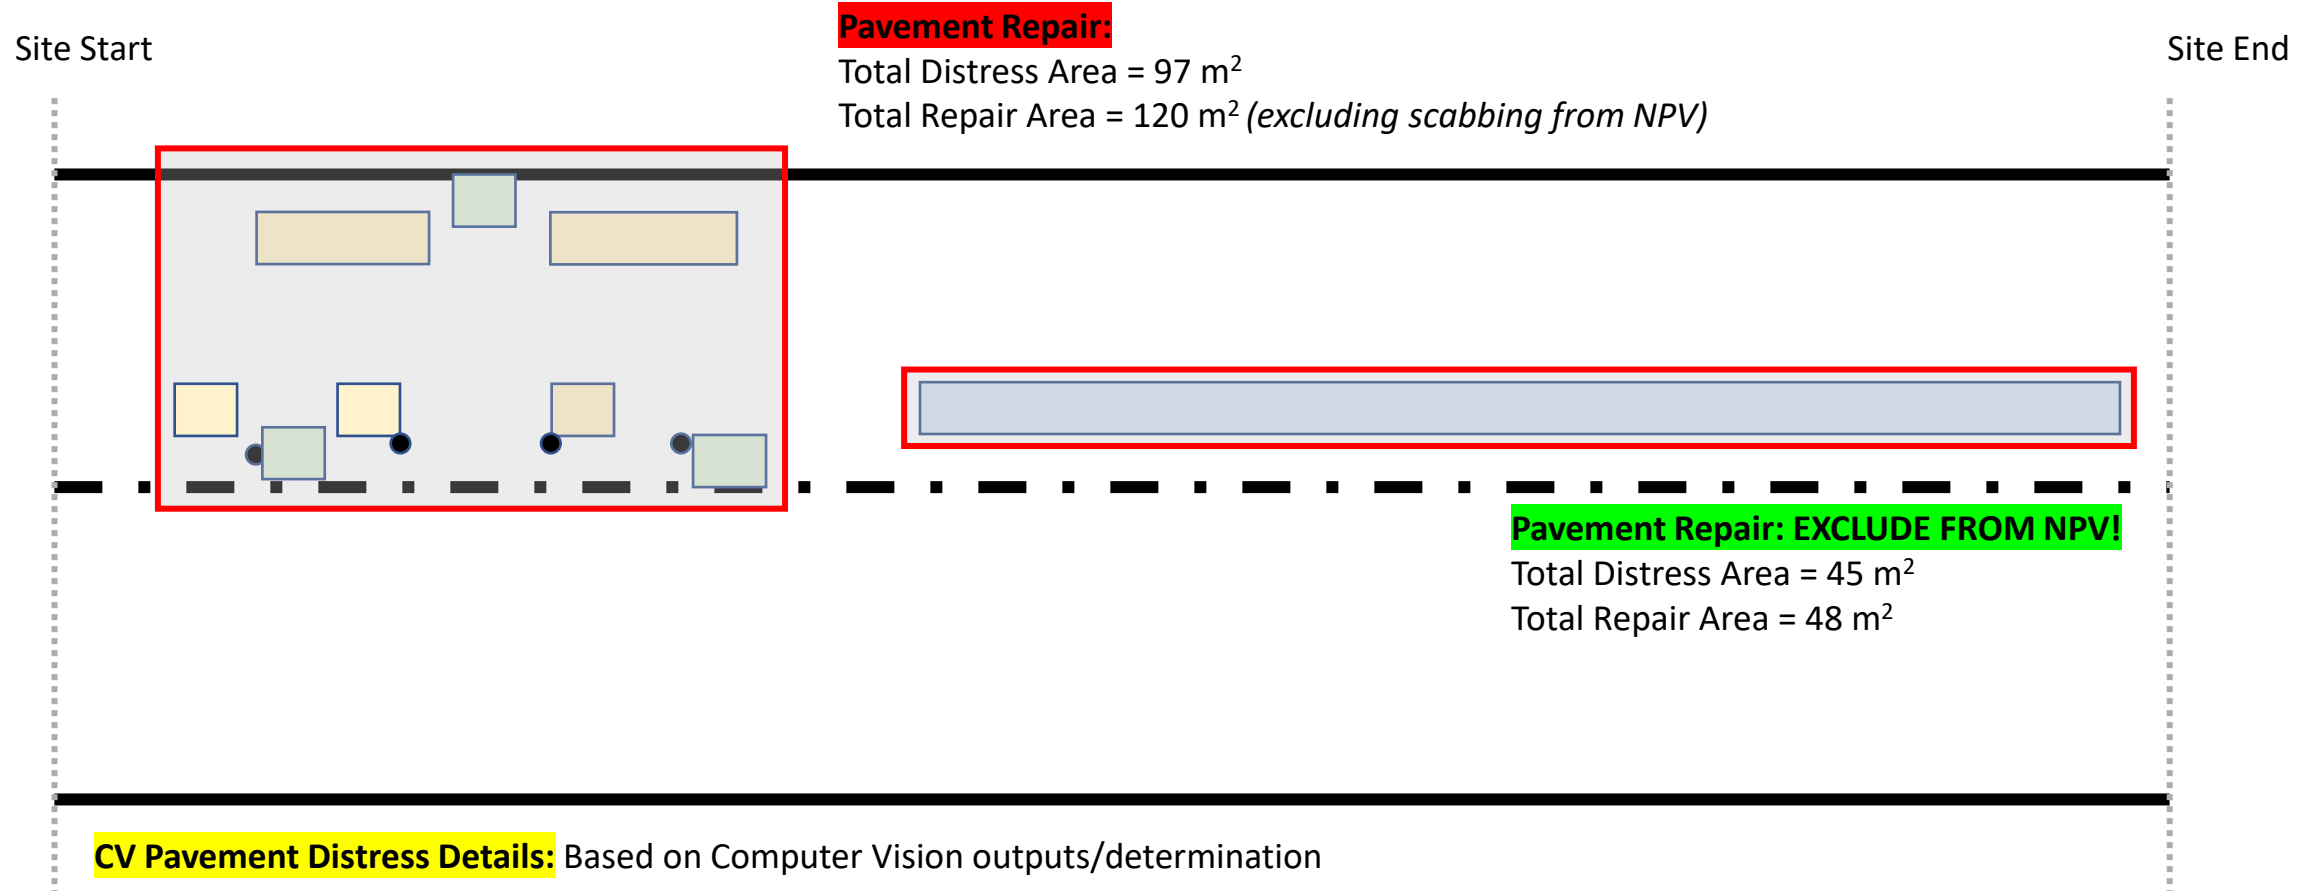 Site Start
Pavement Repair:
Total Distress Area = 97 m²
Total Repair Area = 120 m² (excluding scabbing from NPV)
Site End
Pavement Repair: EXCLUDE FROM NPV!
Total Distress Area = 45 m²
Total Repair Area = 48 m²
CV Pavement Distress Details: Based on Computer Vision outputs/determination